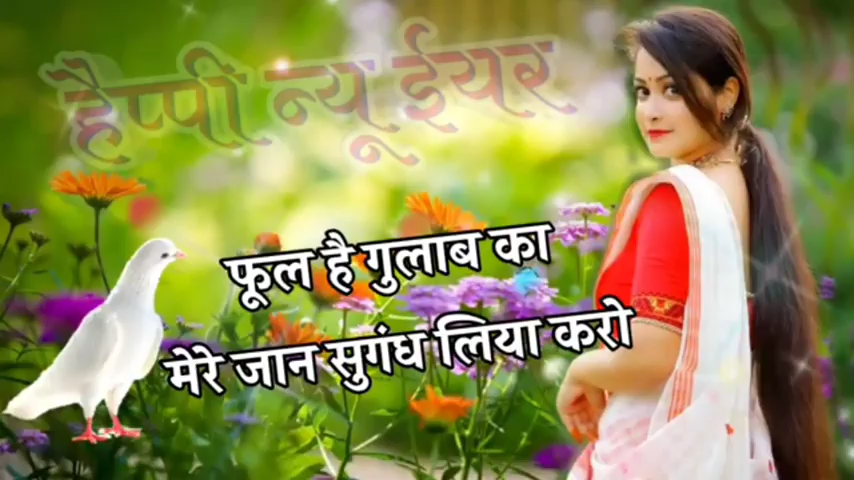 हैप्पी न्यू ईयर
फूल है गुलाब का
मेरे जान सुगंध लिया करो